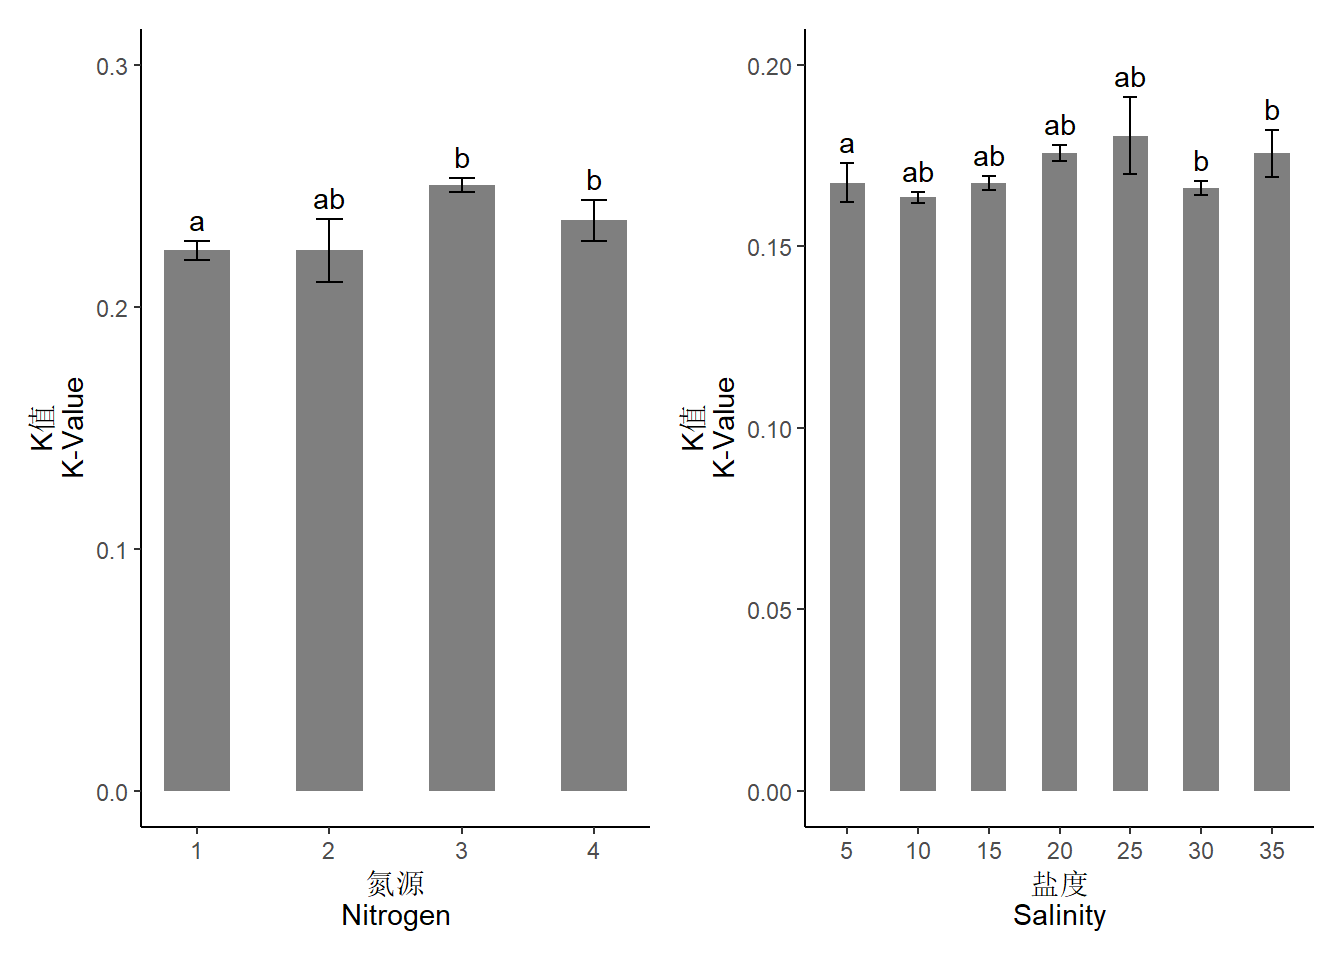 0.3
0.2
0.1
0.0
K值
K-Value
a
ab
b
b
1
2
3
4
氮源
Nitrogen
0.20
0.15
0.10
0.05
0.00
K值
K-Value
a
ab
ab
ab
ab
b
b
5
10
15
20
25
30
35
盐度
Salinity